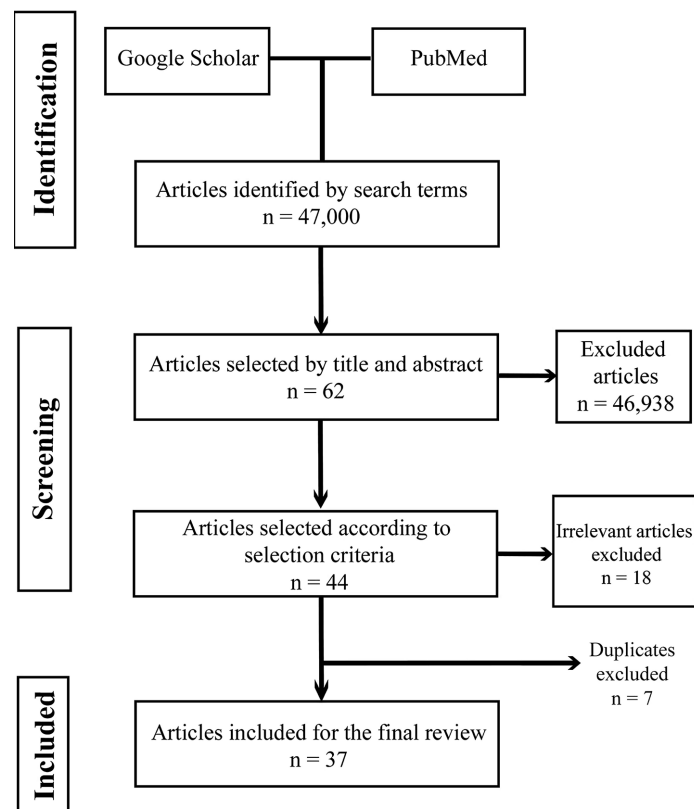 Identification
Google Scholar
PubMed
Articles identified by search terms
n = 47,000
Screening
Articles selected by title and abstract
n = 62
Excluded
articles
n = 46,938
Articles selected according to
selection criteria
n = 44
Irrelevant articles
excluded
n = 18
Duplicates
excluded
n = 7
Included
Articles included for the final review
n = 37